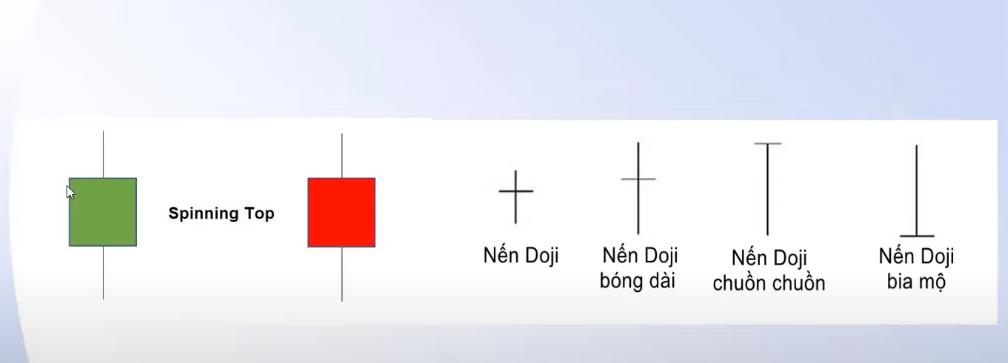 Spinning Top
Nến Doji
Nến Doji
bóng dài
Nến Doji
chuồn chuồn
Nến Doji
bia mộ